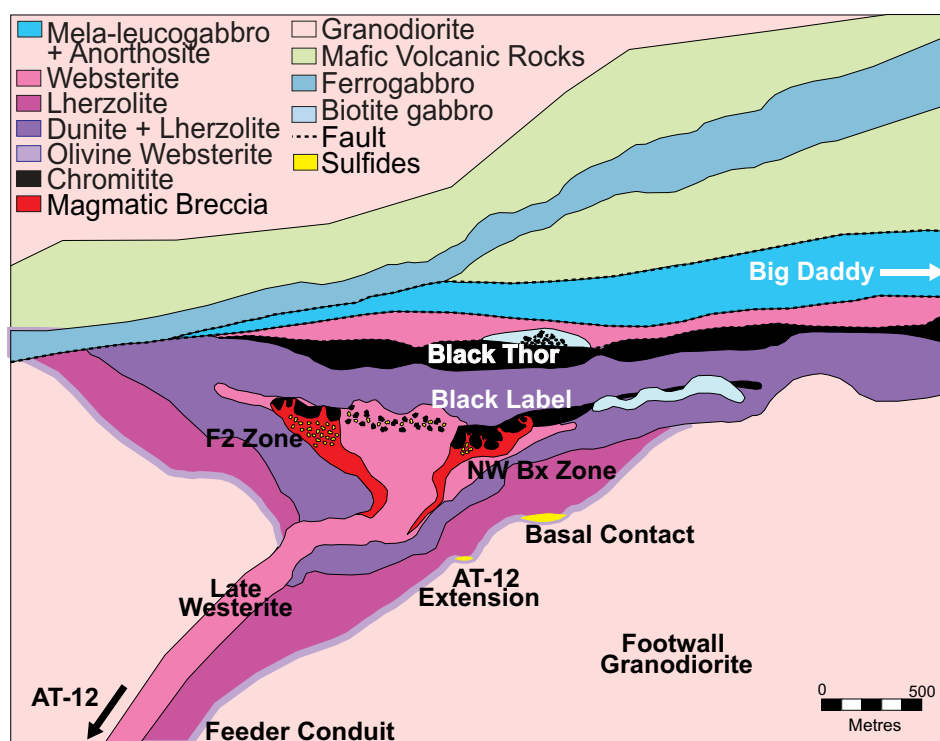 Mela-leucogabbro
+ Anorthosite
Websterite
Lherzolite
Dunite + Lherzolite
Olivine Websterite
Chromitite
Magmatic Breccia
Granodiorite
Mafic Volcanic Rocks
Ferrogabbro
Biotite gabbro
Fault
Sulfides
Big Daddy
Black Thor
Black Label
F2 Zone
NW Bx Zone
Basal Contact
AT-12
Extension
Late
Westerite
Footwall
Granodiorite
AT-12
Feeder Conduit
0 500
Metres